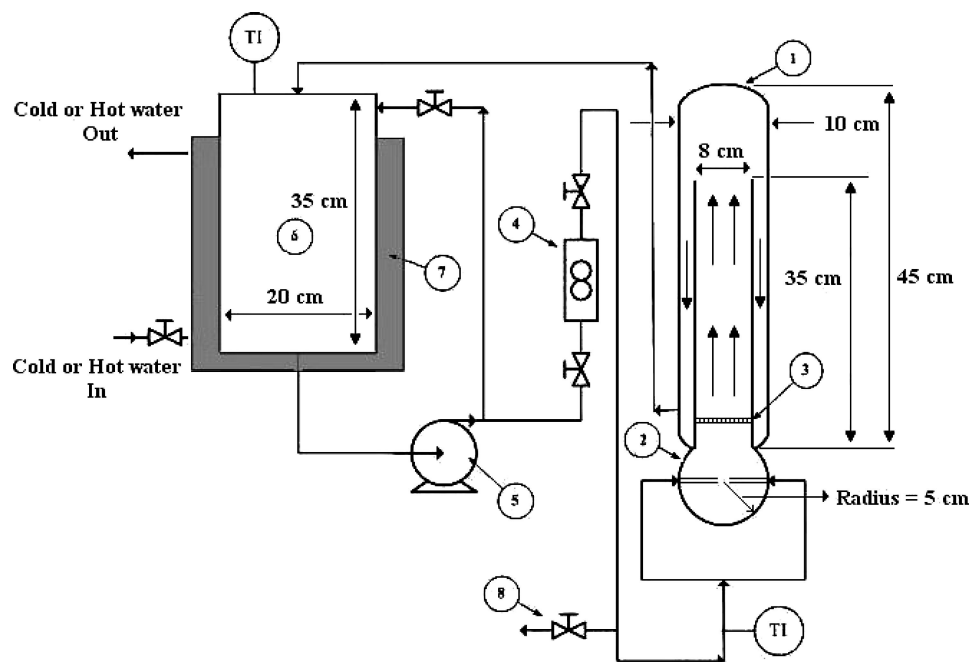 TI
1
Cold or Hot water
Out
10 cm
8 cm
35 cm
4
6
7
35 cm
45 cm
20 cm
3
Cold or Hot water
In
2
5
Radius = 5 cm
8
TI